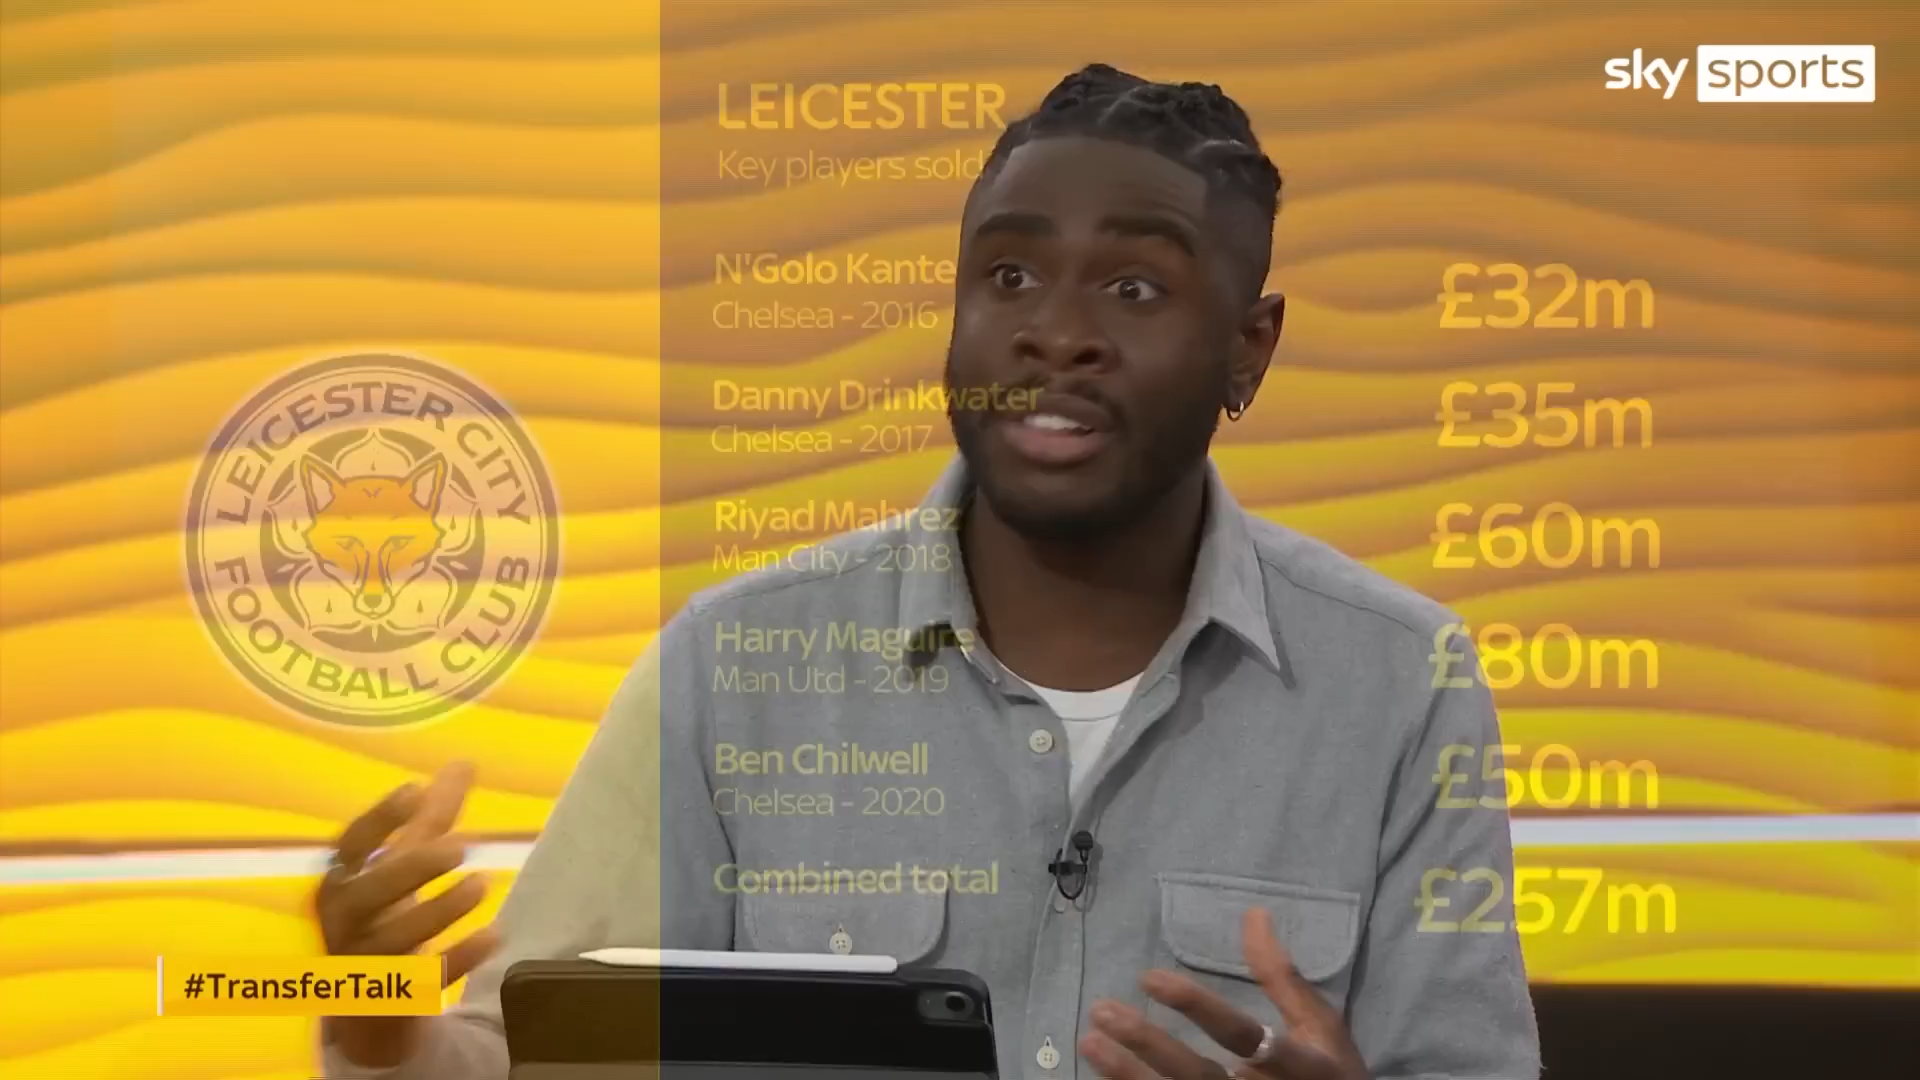 sky sports
LEICESTER
Key players sold
N'Golo Kante
Chelsea - 2016
£32m
Danny Drinkwater
Chelsea - 2017
£35m
Riyad Mahrez
Man City - 2018
£60m
Harry Maguire
Man Utd - 2019
£80m
Ben Chilwell
Chelsea - 2020
£50m
Combined total
£257m
LEICESTER CITY
FOOTBALL CLUB
#TransferTalk